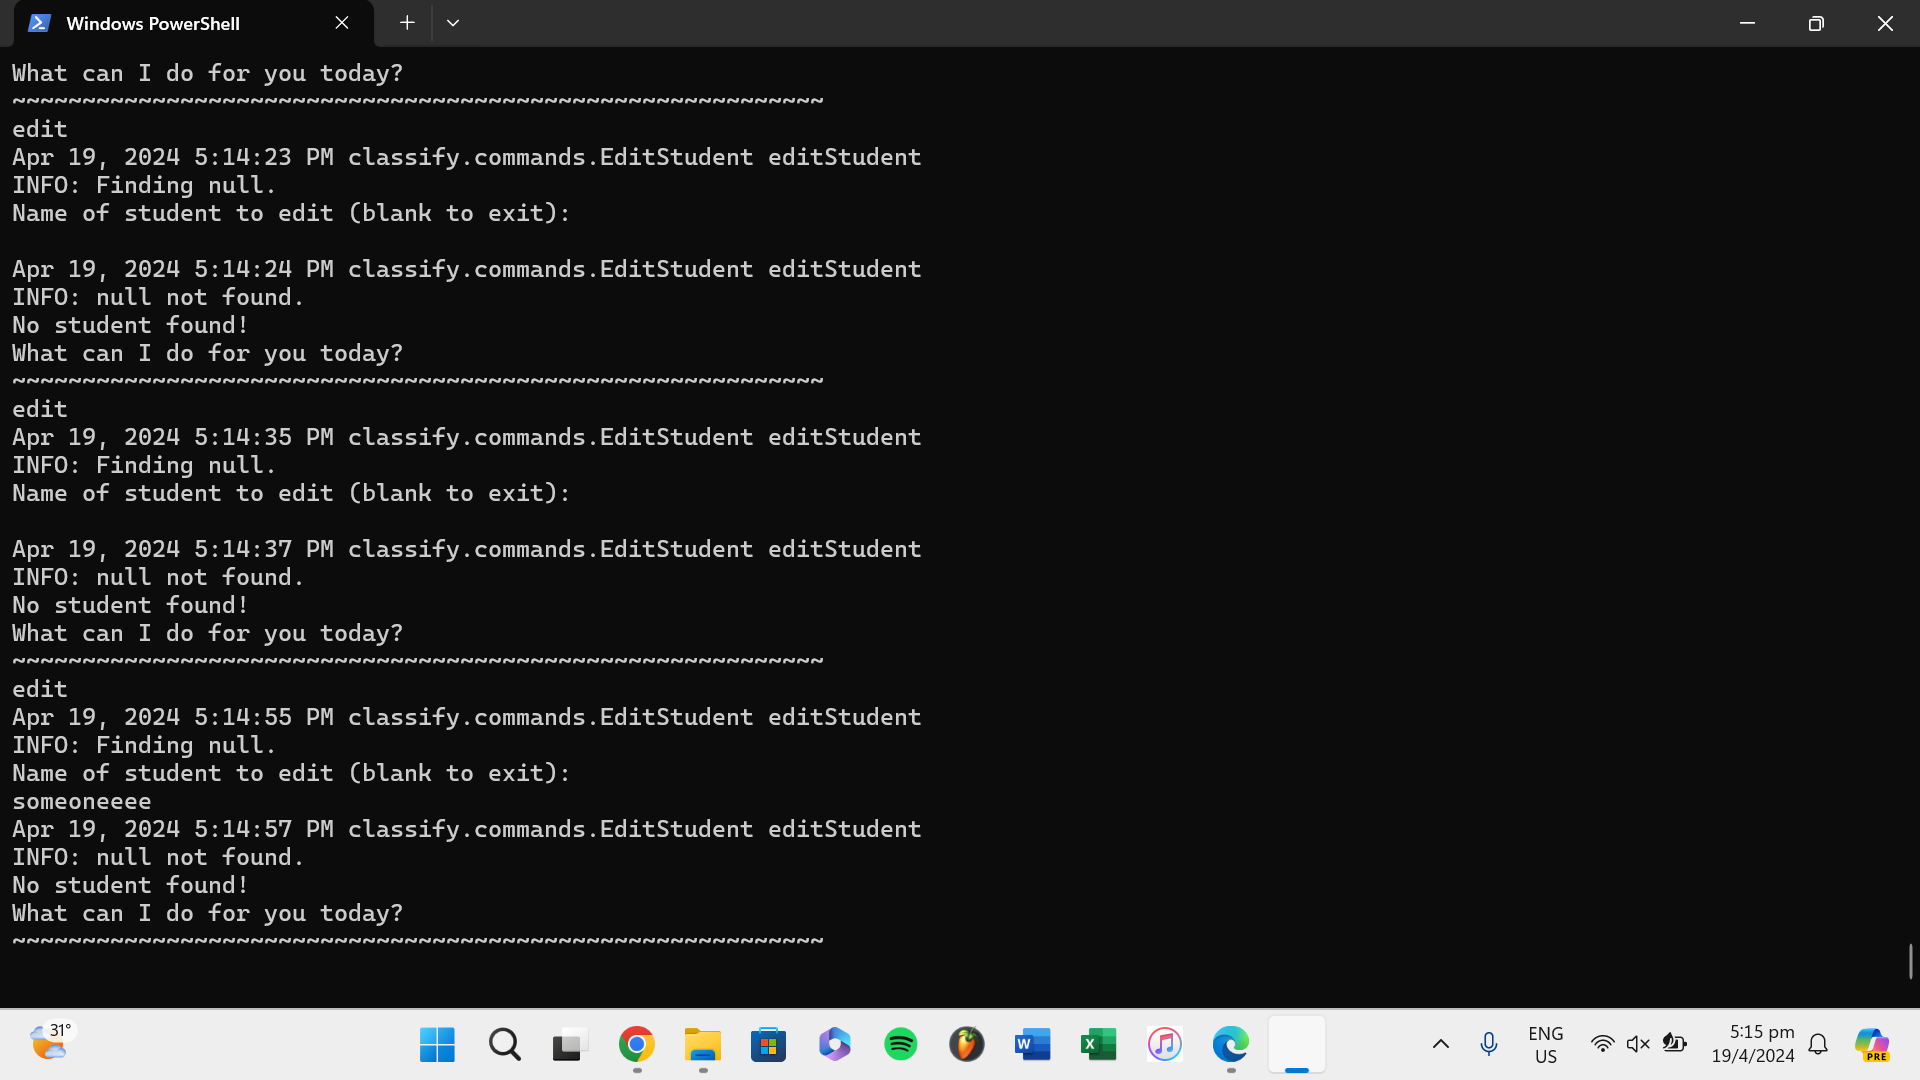 Windows PowerShell
What can I do for you today?
~~~~~~~~~~~~~~~~~~~~~~~~~~~~~~~~~~~~~~~~~~~~~~~~~~~~~~~~~~
edit
Apr 19, 2024 5:14:23 PM classify.commands.EditStudent editStudent
INFO: Finding null.
Name of student to edit (blank to exit):
Apr 19, 2024 5:14:24 PM classify.commands.EditStudent editStudent
INFO: null not found.
No student found!
What can I do for you today?
~~~~~~~~~~~~~~~~~~~~~~~~~~~~~~~~~~~~~~~~~~~~~~~~~~~~~~~~~~
edit
Apr 19, 2024 5:14:35 PM classify.commands.EditStudent editStudent
INFO: Finding null.
Name of student to edit (blank to exit):
Apr 19, 2024 5:14:37 PM classify.commands.EditStudent editStudent
INFO: null not found.
No student found!
What can I do for you today?
~~~~~~~~~~~~~~~~~~~~~~~~~~~~~~~~~~~~~~~~~~~~~~~~~~~~~~~~~~
edit
Apr 19, 2024 5:14:55 PM classify.commands.EditStudent editStudent
INFO: Finding null.
Name of student to edit (blank to exit):
someoneeee
Apr 19, 2024 5:14:57 PM classify.commands.EditStudent editStudent
INFO: null not found.
No student found!
What can I do for you today?
~~~~~~~~~~~~~~~~~~~~~~~~~~~~~~~~~~~~~~~~~~~~~~~~~~~~~~~~~~
31°
W
X
ENG
US
5:15 pm
19/4/2024
PRE